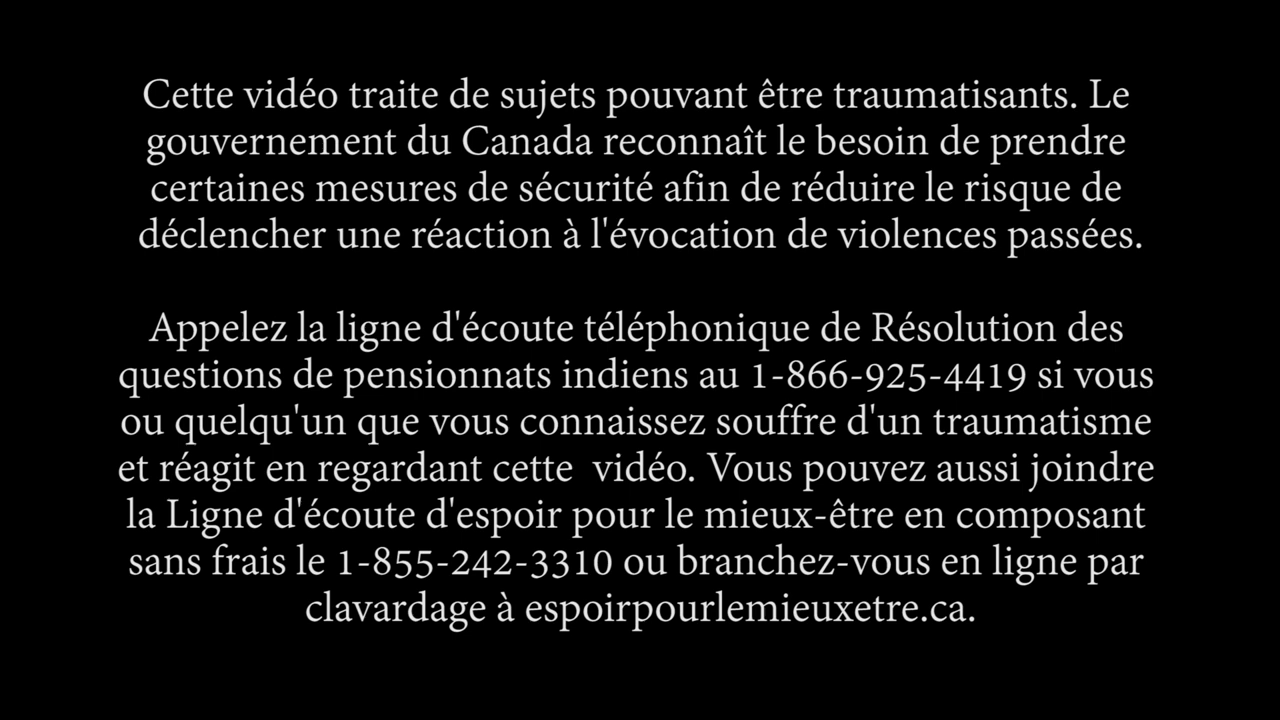 Cette vidéo traite de sujets pouvant être traumatisants. Le
gouvernement du Canada reconnaît le besoin de prendre
certaines mesures de sécurité afin de réduire le risque de
déclencher une réaction à l'évocation de violences passées.
Appelez la ligne d'écoute téléphonique de Résolution des
questions de pensionnats indiens au 1-866-925-4419 si vous
ou quelqu'un que vous connaissez souffre d'un traumatisme
et réagit en regardant cette  vidéo. Vous pouvez aussi joindre
la Ligne d'écoute d'espoir pour le mieux-être en composant
sans frais le 1-855-242-3310 ou branchez-vous en ligne par
clavardage à espoirpourlemieuxetre.ca.